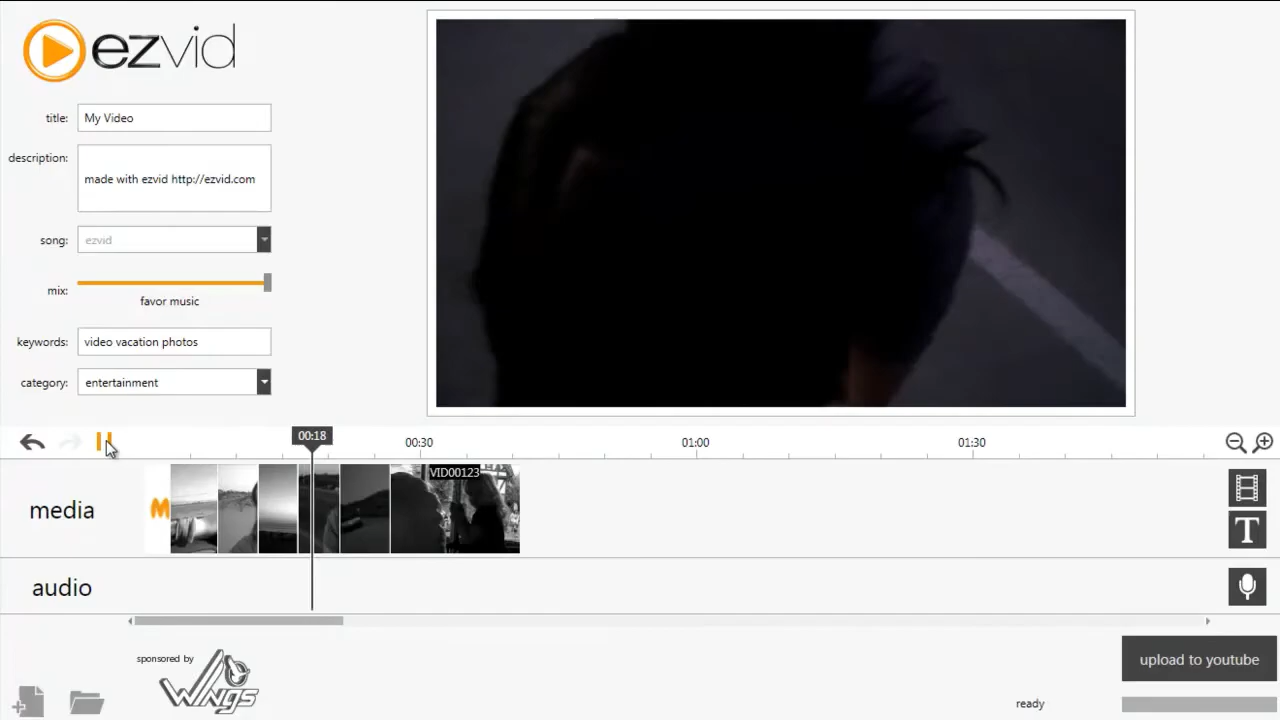 ezvid
title:
My Video
description:
made with ezvid http://ezvid.com
song:
ezvid
mix:
favor music
keywords:
video vacation photos
category:
entertainment
00:18
00:30
01:00
01:30
media
M
VID00123
T
audio
sponsored by
WINGS
upload to youtube
ready